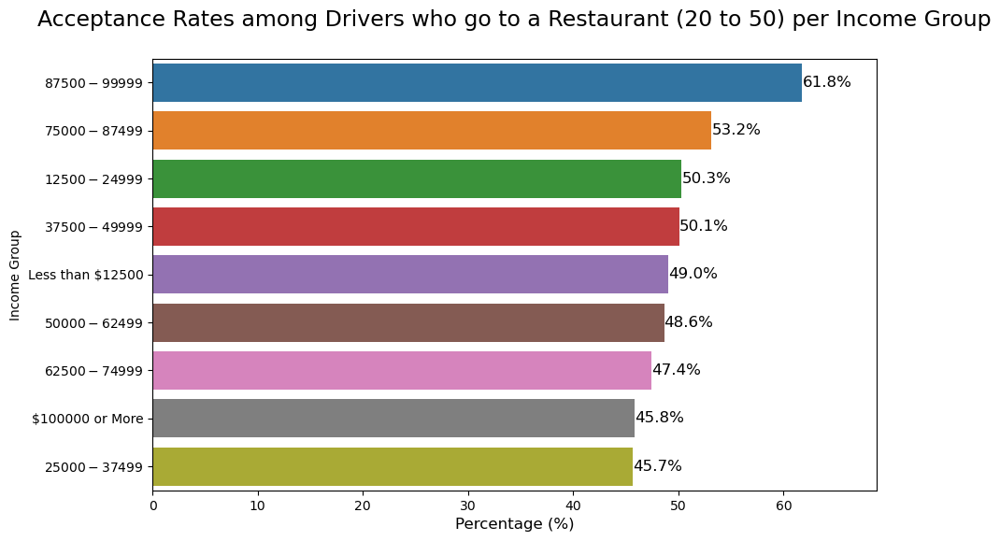 Acceptance Rates among Drivers who go to a Restaurant (20 to 50) per Income Group
Income Group
87500 − 99999
61.8%
75000 − 87499
53.2%
12500 − 24999
50.3%
37500 − 49999
50.1%
Less than $12500
49.0%
50000 − 62499
48.6%
62500 − 74999
47.4%
$100000 or More
45.8%
25000 − 37499
45.7%
0 10 20 30 40 50 60
Percentage (%)